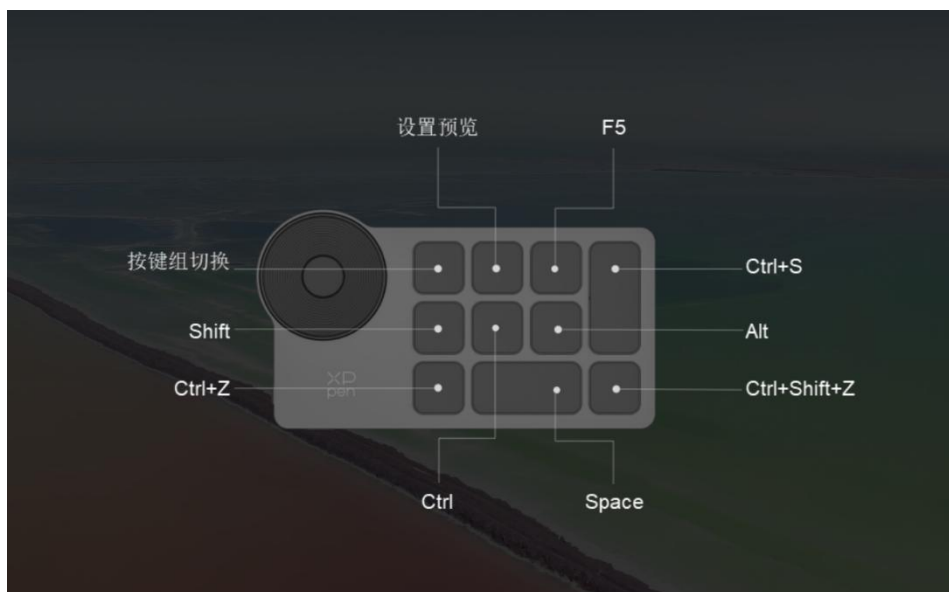 设置预览
F5
按键组切换
Ctrl+S
Shift
Alt
xp
pen
Ctrl+Z
Ctrl+Shift+Z
Ctrl
Space